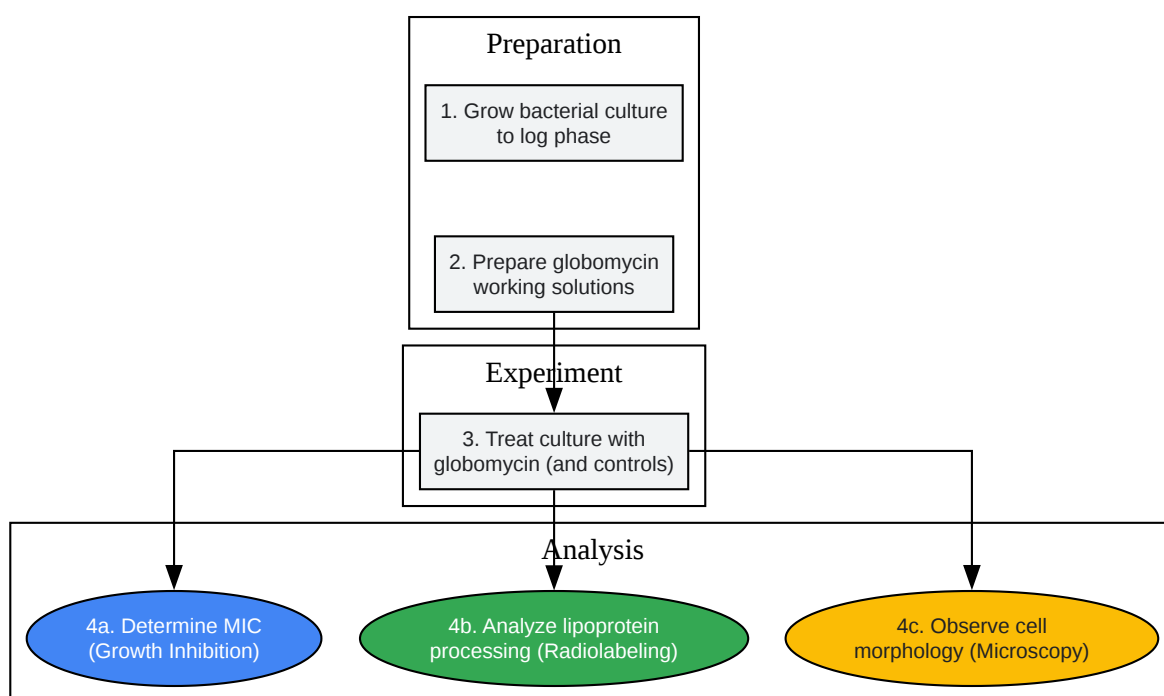 Preparation
1. Grow bacterial culture
to log phase
2. Prepare globomycin
working solutions
Experiment
3. Treat culture with
globomycin (and controls)
Analysis
4a. Determine MIC
(Growth Inhibition)
4b. Analyze lipoprotein
processing (Radiolabeling)
4c. Observe cell
morphology (Microscopy)